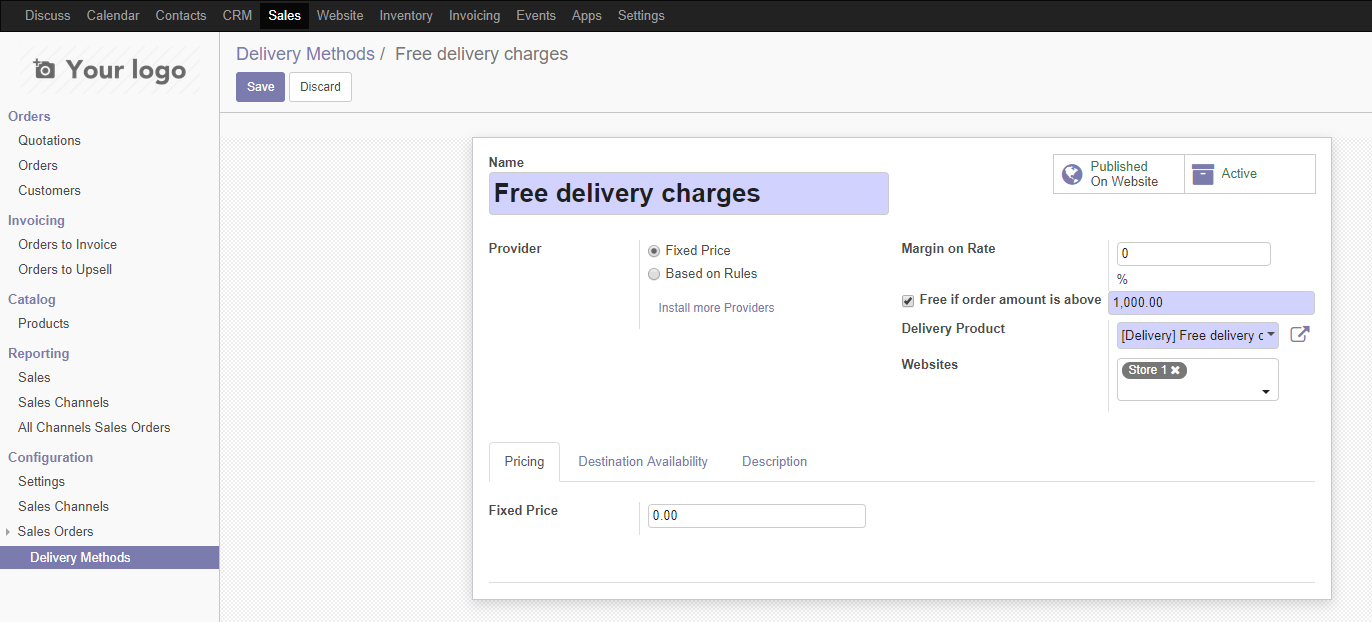 Discuss Calendar Contacts CRM Sales Website Inventory Invoicing Events Apps Settings
Your logo
Orders
Quotations
Orders
Customers
Invoicing
Orders to Invoice
Orders to Upsell
Catalog
Products
Reporting
Sales
Sales Channels
All Channels Sales Orders
Configuration
Settings
Sales Channels
Sales Orders
Delivery Methods
Delivery Methods / Free delivery charges
Save Discard
Name
Free delivery charges
Published
On Website
Active
Provider
Fixed Price
Based on Rules
Install more Providers
Margin on Rate 0
%
Free if order amount is above 1,000.00
Delivery Product [Delivery] Free delivery c
Websites Store 1 ✖
Pricing Destination Availability Description
Fixed Price 0.00